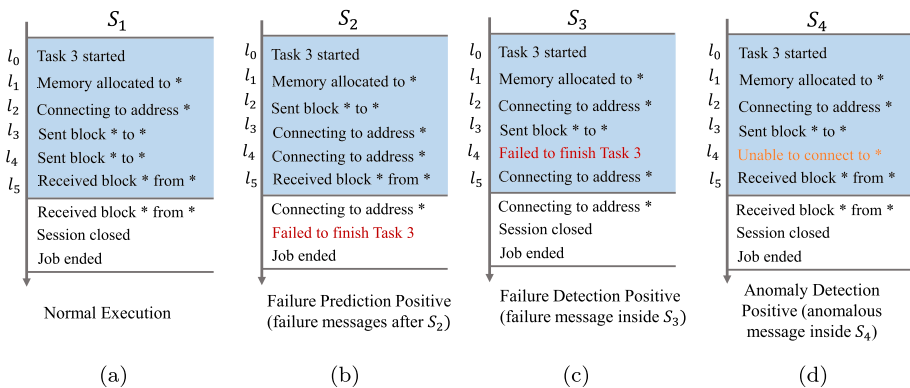 S₁
l₀ Task 3 started
l₁ Memory allocated to *
l₂ Connecting to address *
l₃ Sent block * to *
l₄ Sent block * to *
l₅ Received block * from *
Received block * from *
Session closed
Job ended
Normal Execution
(a)
S₂
l₀ Task 3 started
l₁ Memory allocated to *
l₂ Sent block * to *
l₃ Connecting to address *
l₄ Connecting to address *
l₅ Received block * from *
Connecting to address *
Failed to finish Task 3
Job ended
Failure Prediction Positive
(failure messages after S₂)
(b)
S₃
l₀ Task 3 started
l₁ Memory allocated to *
l₂ Connecting to address *
l₃ Sent block * to *
l₄ Failed to finish Task 3
l₅ Connecting to address *
Connecting to address *
Session closed
Job ended
Failure Detection Positive
(failure message inside S₃)
(c)
S₄
l₀ Task 3 started
l₁ Memory allocated to *
l₂ Connecting to address *
l₃ Sent block * to *
l₄ Unable to connect to *
l₅ Received block * from *
Received block * from *
Session closed
Job ended
Anomaly Detection
Positive (anomalous
message inside S₄)
(d)